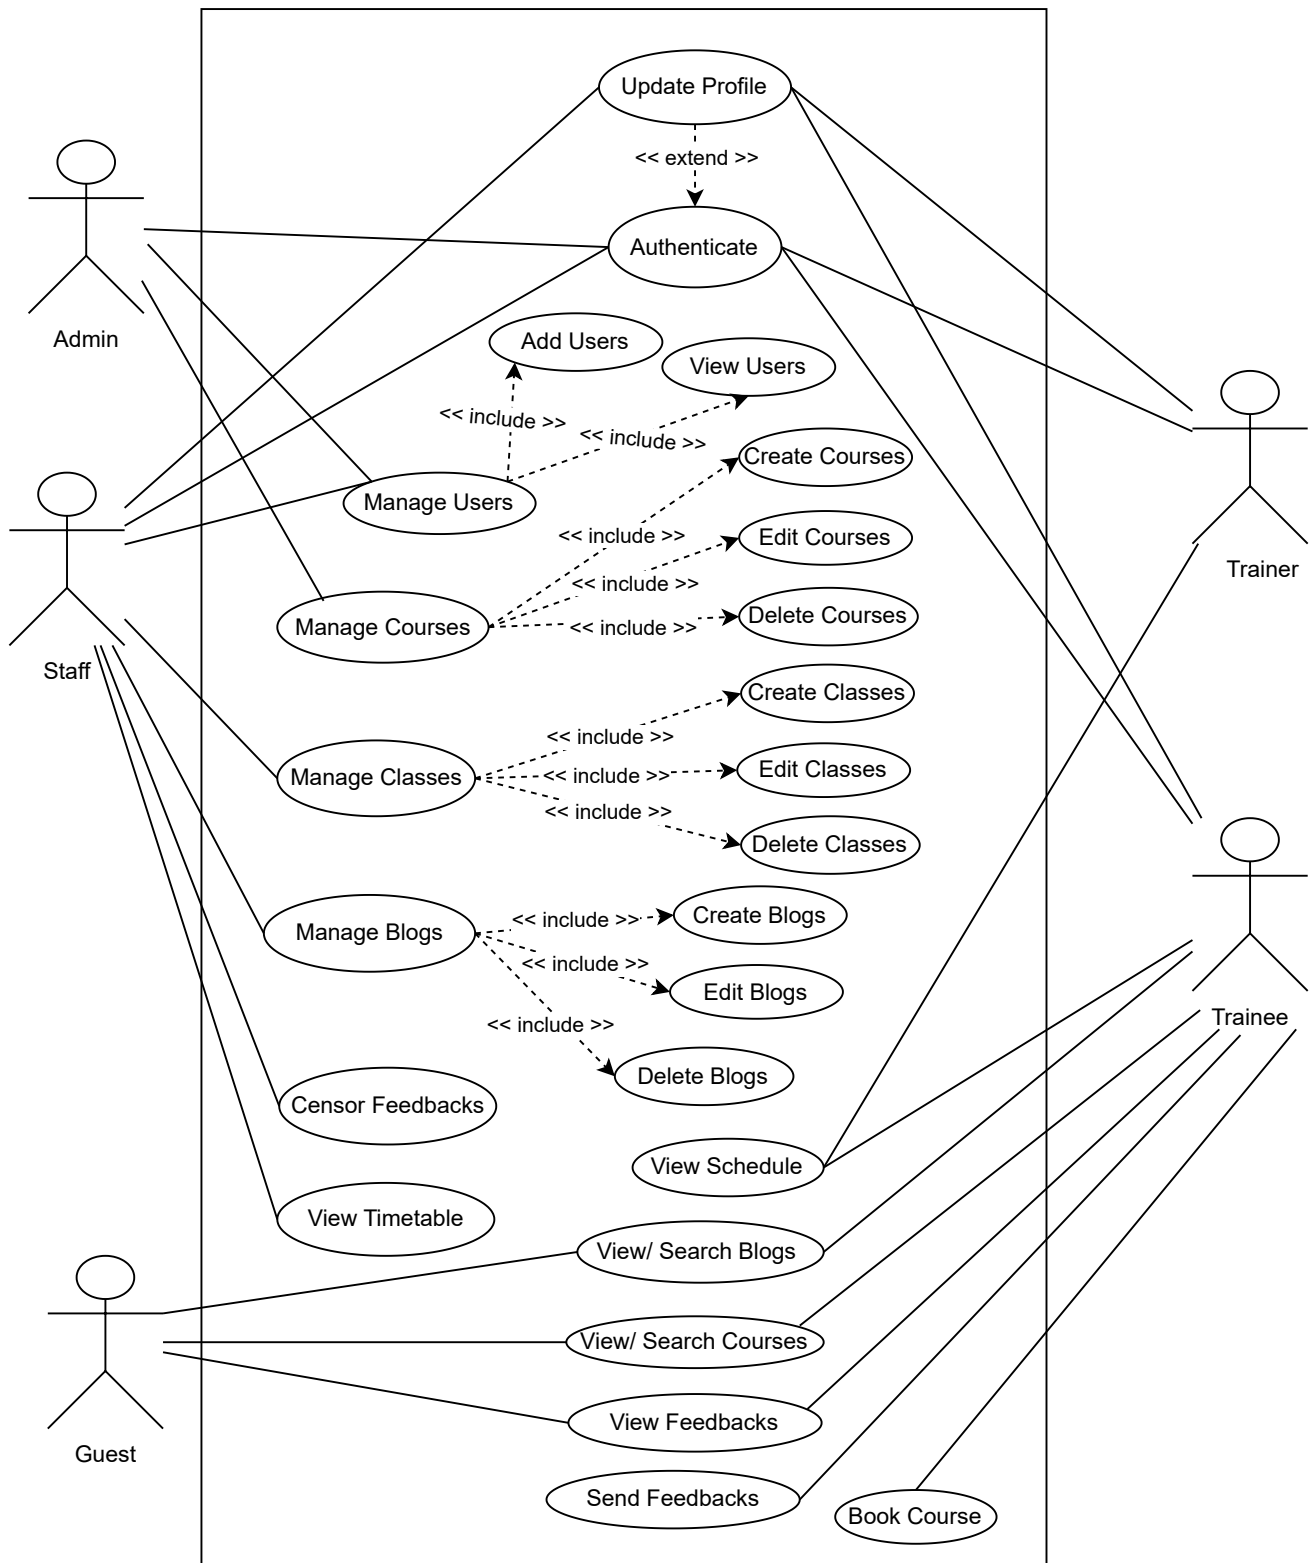 Update Profile
<< extend >>
Authenticate
Admin
Add Users
View Users
<< include >>
<< include >>
Create Courses
Manage Users
<< include >>
Edit Courses
Trainer
<< include >>
Manage Courses
<< include >>
Delete Courses
Staff
Create Classes
<< include >>
Manage Classes
<< include >>
Edit Classes
<< include >>
Delete Classes
<< include >>
Create Blogs
Manage Blogs
<< include >>
Edit Blogs
Trainee
<< include >>
Delete Blogs
Censor Feedbacks
View Schedule
View Timetable
View/ Search Blogs
View/ Search Courses
View Feedbacks
Guest
Send Feedbacks
Book Course